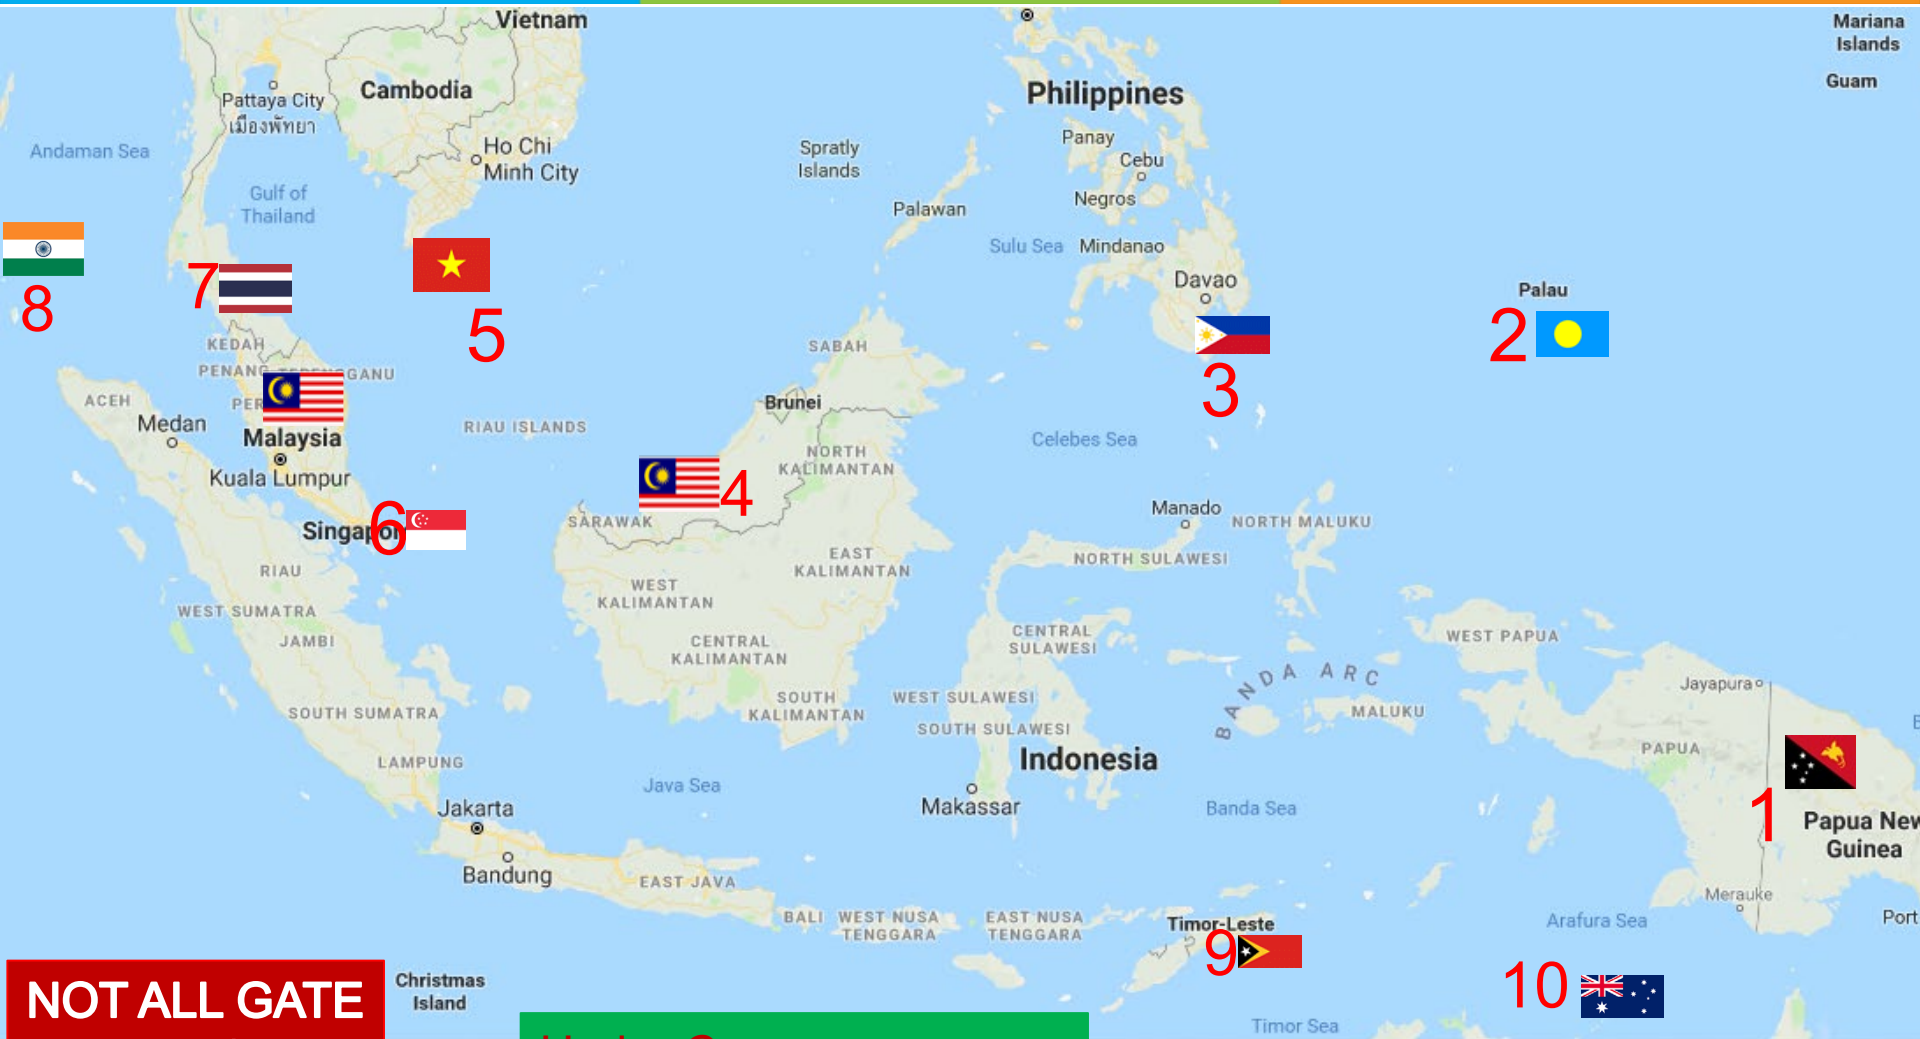 Vietnam
Mariana
Islands
Guam
Cambodia
Pattaya City
เมืองพัทยา
Philippines
Andaman Sea
Ho Chi
Minh City
Spratly
Islands
Panay
Cebu
Negros
Gulf of
Thailand
Palawan
Sulu Sea
Mindanao
Davao
Palau
8
7
5
3
2
KEDAH
PENANG
SABAH
ACEH
Medan
Malaysia
Kuala Lumpur
RIAU ISLANDS
Brunei
Celebes Sea
NORTH
KALIMANTAN
4
6
SARAWAK
Manado
NORTH MALUKU
NORTH SULAWESI
RIAU
EAST
KALIMANTAN
WEST
KALIMANTAN
WEST SUMATRA
JAMBI
CENTRAL
KALIMANTAN
CENTRAL
SULAWESI
WEST PAPUA
BANDA ARC
Jayapura
SOUTH SUMATRA
SOUTH
KALIMANTAN
WEST SULAWESI
SOUTH SULAWESI
MALUKU
PAPUA
LAMPUNG
Java Sea
Indonesia
Makassar
Banda Sea
1
Papua New
Guinea
Jakarta
Bandung
EAST JAVA
BALI
WEST NUSA
TENGGARA
EAST NUSA
TENGGARA
Timor-Leste
9
Merauke
Arafura Sea
Port
10
Christmas
Island
NOT ALL GATE
Timor Sea